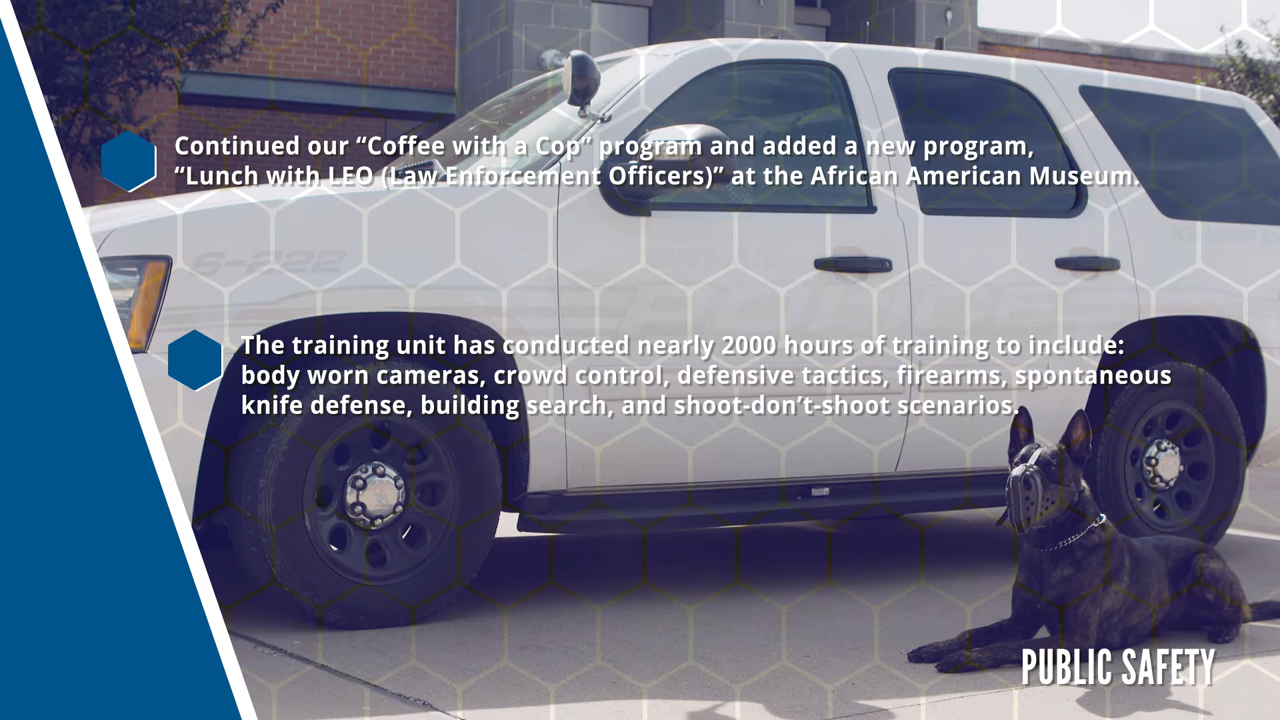 Continued our “Coffee with a Cop” program and added a new program,
“Lunch with LEO (Law Enforcement Officers)” at the African American Museum.
6-222
The training unit has conducted nearly 2000 hours of training to include:
body worn cameras, crowd control, defensive tactics, firearms, spontaneous
knife defense, building search, and shoot-don’t-shoot scenarios.
PUBLIC SAFETY